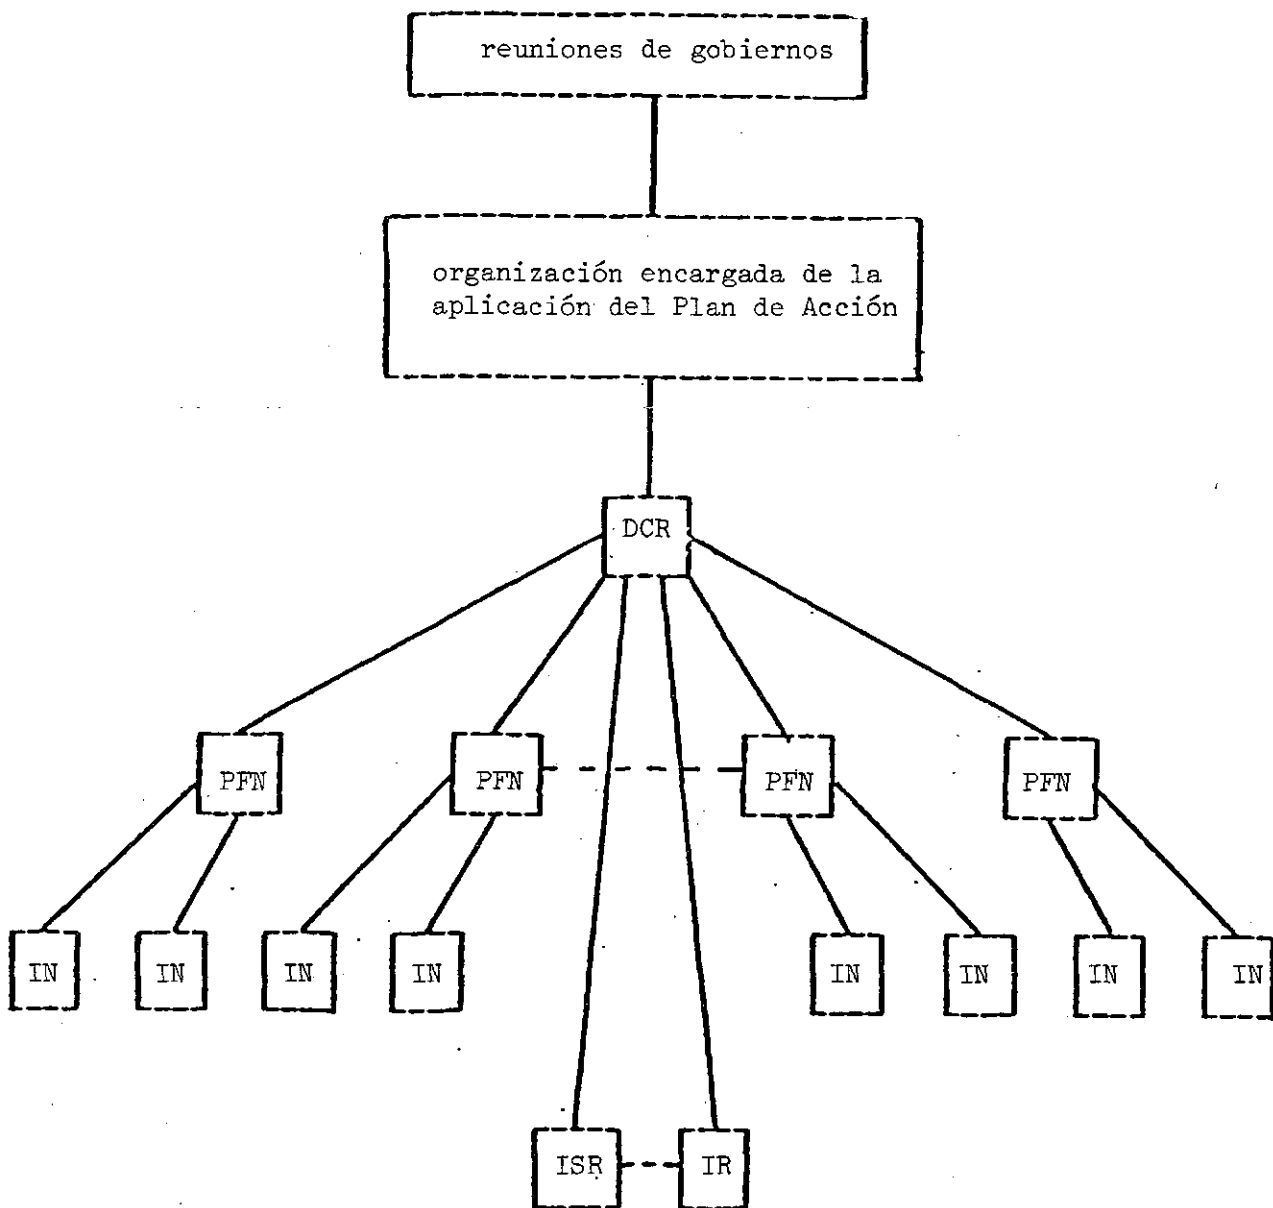 reuniones de gobiernos
organización encargada de la
aplicación del Plan de Acción
DCR
PFN
PFN
PFN
PFN
IN
IN
IN
IN
IN
IN
IN
IN
ISR
IR